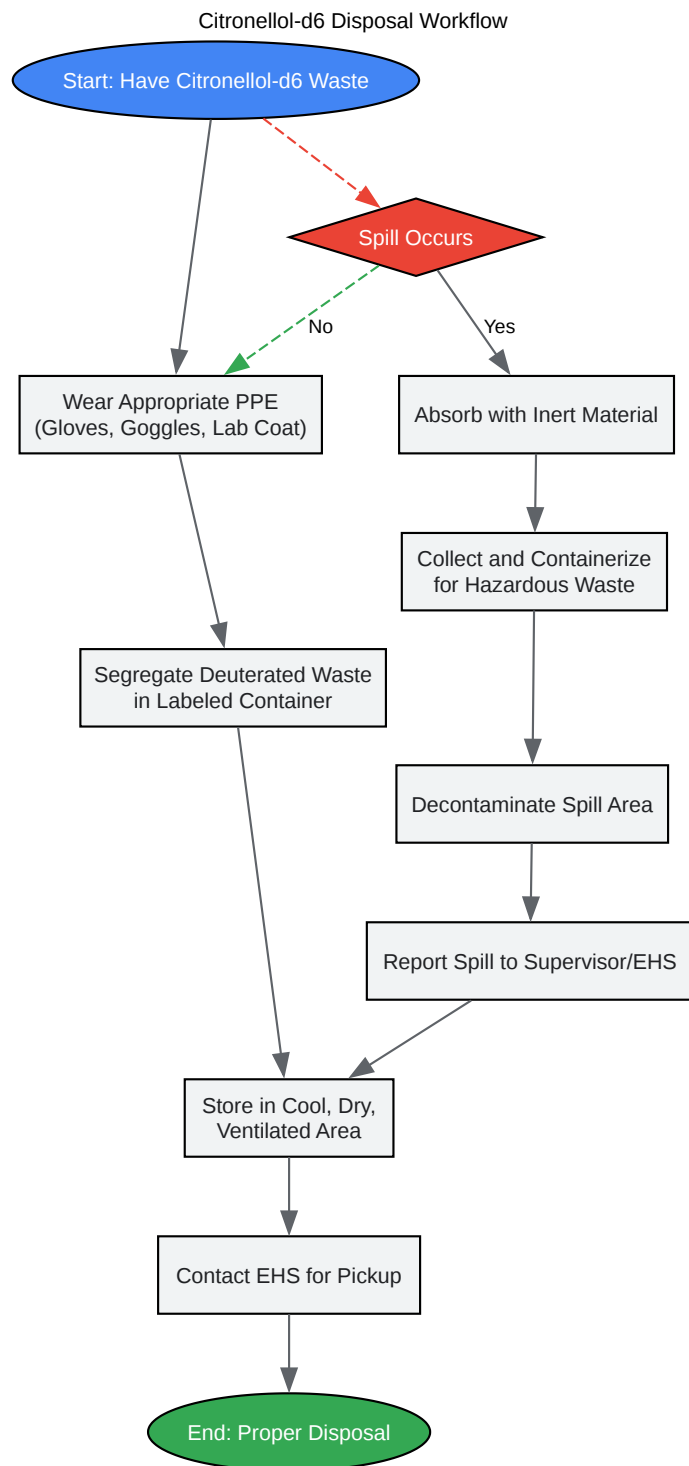 Citronellol-d6 Disposal Workflow
Start: Have Citronellol-d6 Waste
Spill Occurs
No
Yes
Wear Appropriate PPE
(Gloves, Goggles, Lab Coat)
Absorb with Inert Material
Collect and Containerize
for Hazardous Waste
Segregate Deuterated Waste
in Labeled Container
Decontaminate Spill Area
Report Spill to Supervisor/EHS
Store in Cool, Dry,
Ventilated Area
Contact EHS for Pickup
End: Proper Disposal